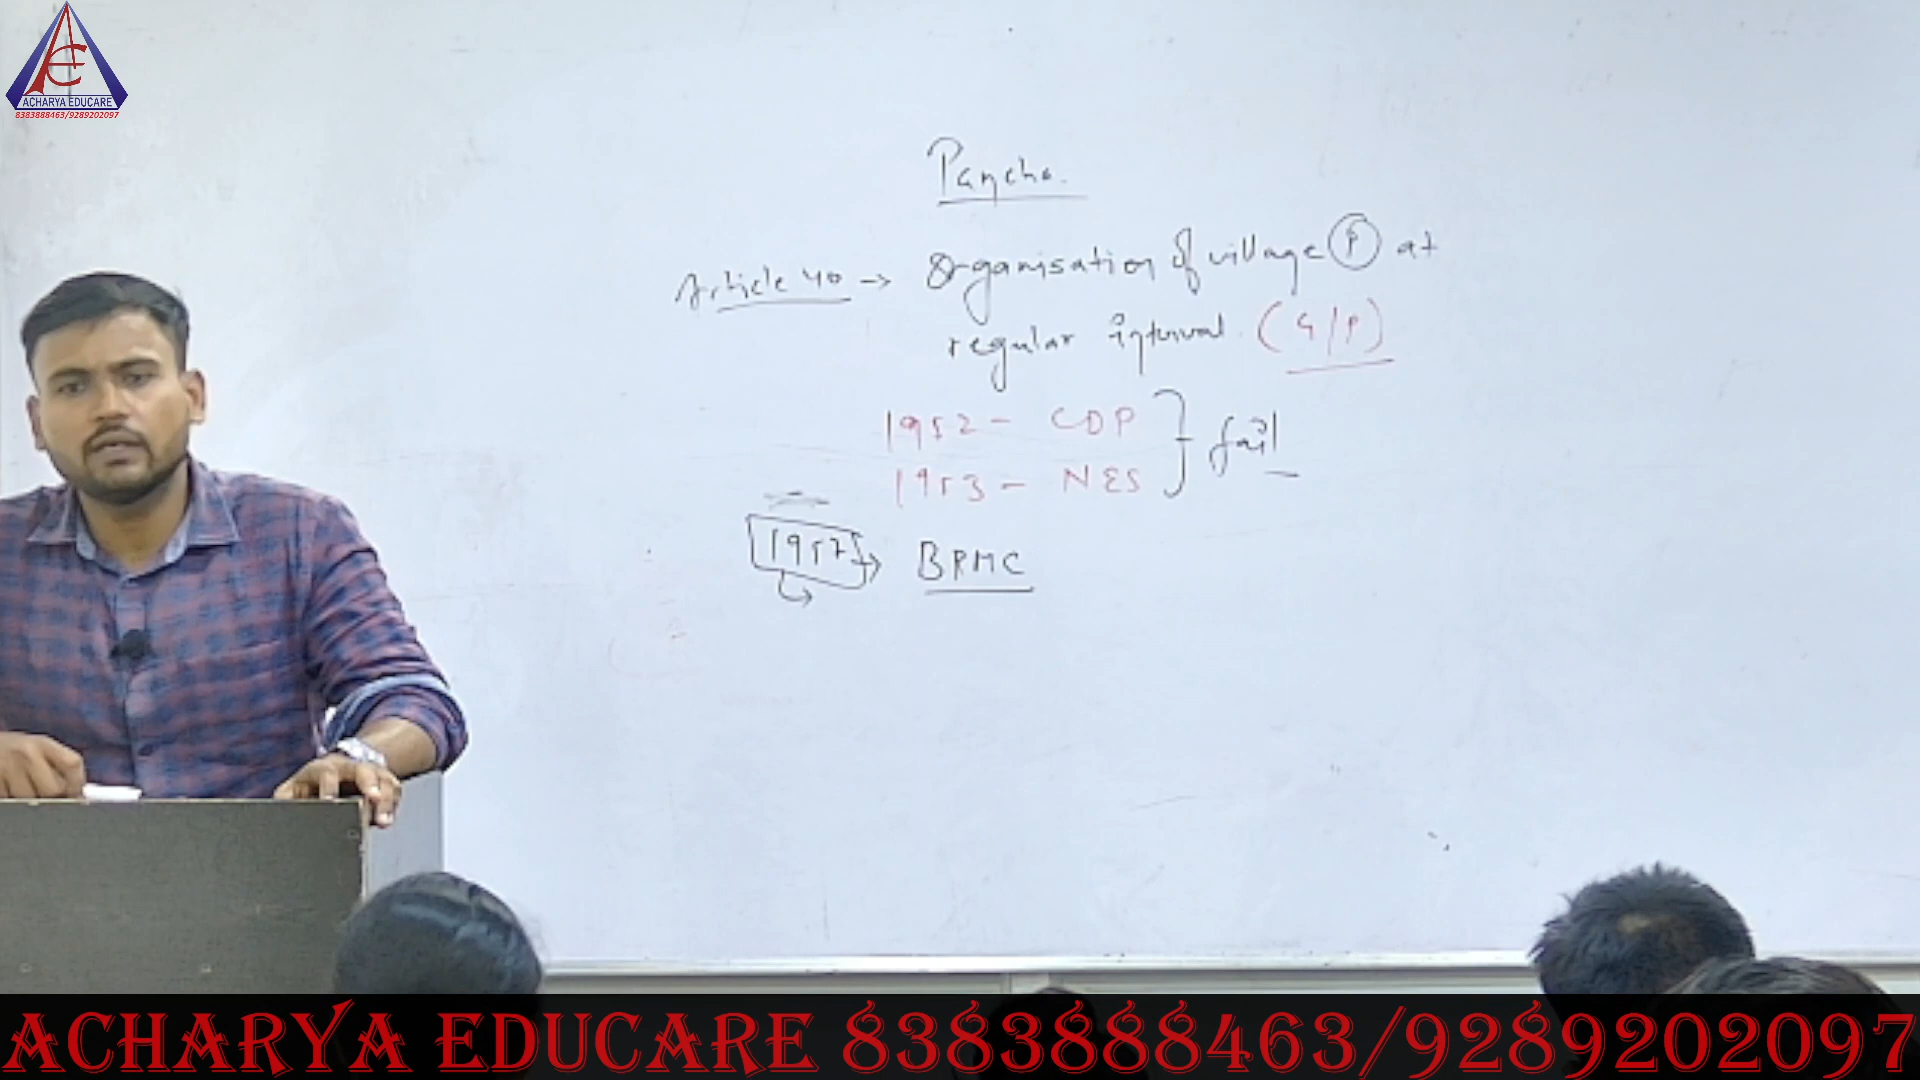 ACHARYA EDUCARE
8383888463/9289202097
Pancha.
Article 40 → Organisation of village (P) at
regular interval. (G/P)
1952 - CDP
1953 - NES
} fail
1957 → BRMC
ACHARYA EDUCARE 8383888463/9289202097